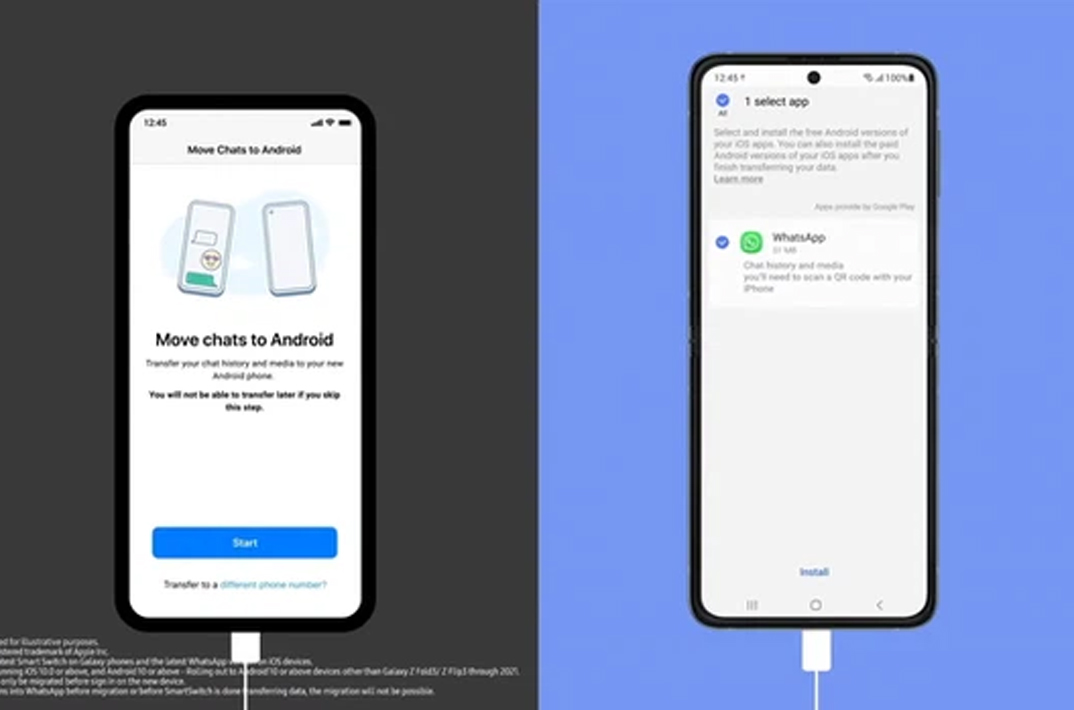 12:45
Move Chats to Android
Move chats to Android
Transfer your chat history and media to your new
Android phone.
You will not be able to transfer later if you skip
this step.
Start
Transfer to a different phone number?
ed for illustrative purposes.
stered trademark of Apple Inc.
atest Smart Switch on Galaxy phones and the latest WhatsApp on iOS devices.
unning iOS 10.0 or above, and Android 10 or above - Rolling out to Android 10 or above devices other than Galaxy Z Fold3/ Z Flip3 through 2021.
only be migrated before sign in on the new device.
ns into WhatsApp before migration or before SmartSwitch is done transferring data, the migration will not be possible.
12:45
100%
All
1 select app
Select and install rhe free Android versions of
your iOS apps. You can also install the paid
Android versions of your iOS apps after you
finish transferring your data.
Learn more
Apps provide by Google Play
WhatsApp
31 MB
Chat history and media
you'll need to scan a QR code with your
iPhone
Install